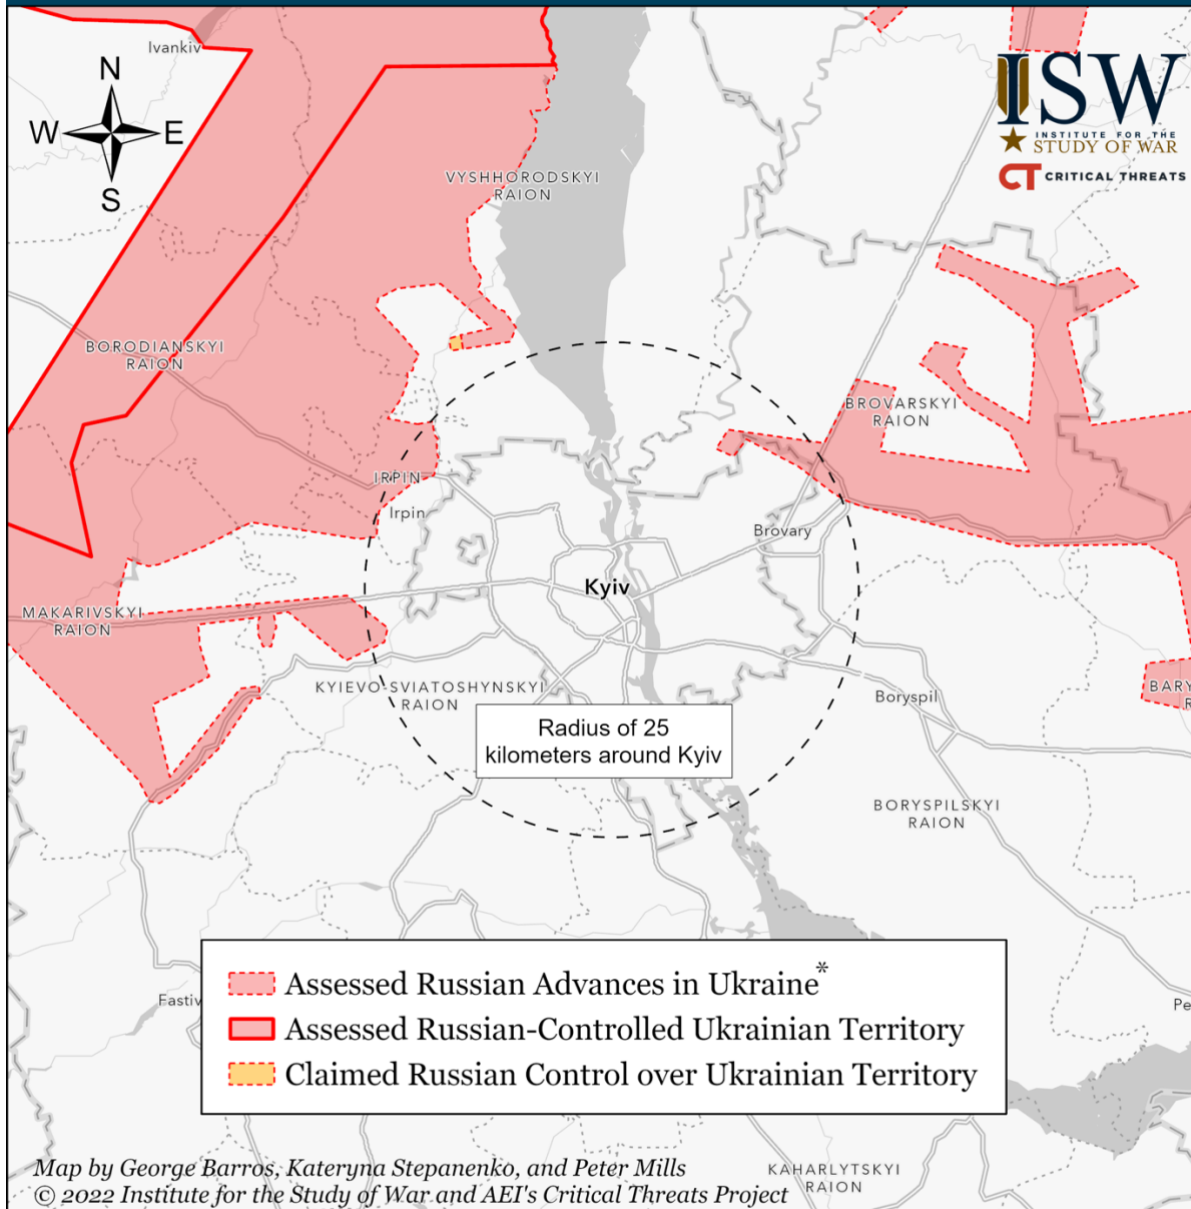 Ivankiv
N
W E
S
ISW
INSTITUTE FOR THE
STUDY OF WAR
CT CRITICAL THREATS
VYSHHORODSKYI
RAION
BORODIANSKYI
RAION
BROVARSKYI
RAION
IRPIN
Irpin
Brovary
Kyiv
MAKARIVSKYI
RAION
KYIEVO-SVIATOSHYNSKYI
RAION
BARY
R
Boryspil
Radius of 25
kilometers around Kyiv
BORYSPILSKYI
RAION
Assessed Russian Advances in Ukraine*
Fastiv
Assessed Russian-Controlled Ukrainian Territory
Pe
Claimed Russian Control over Ukrainian Territory
Map by George Barros, Kateryna Stepanenko, and Peter Mills
© 2022 Institute for the Study of War and AEI's Critical Threats Project
KAHARLYTSKYI
RAION